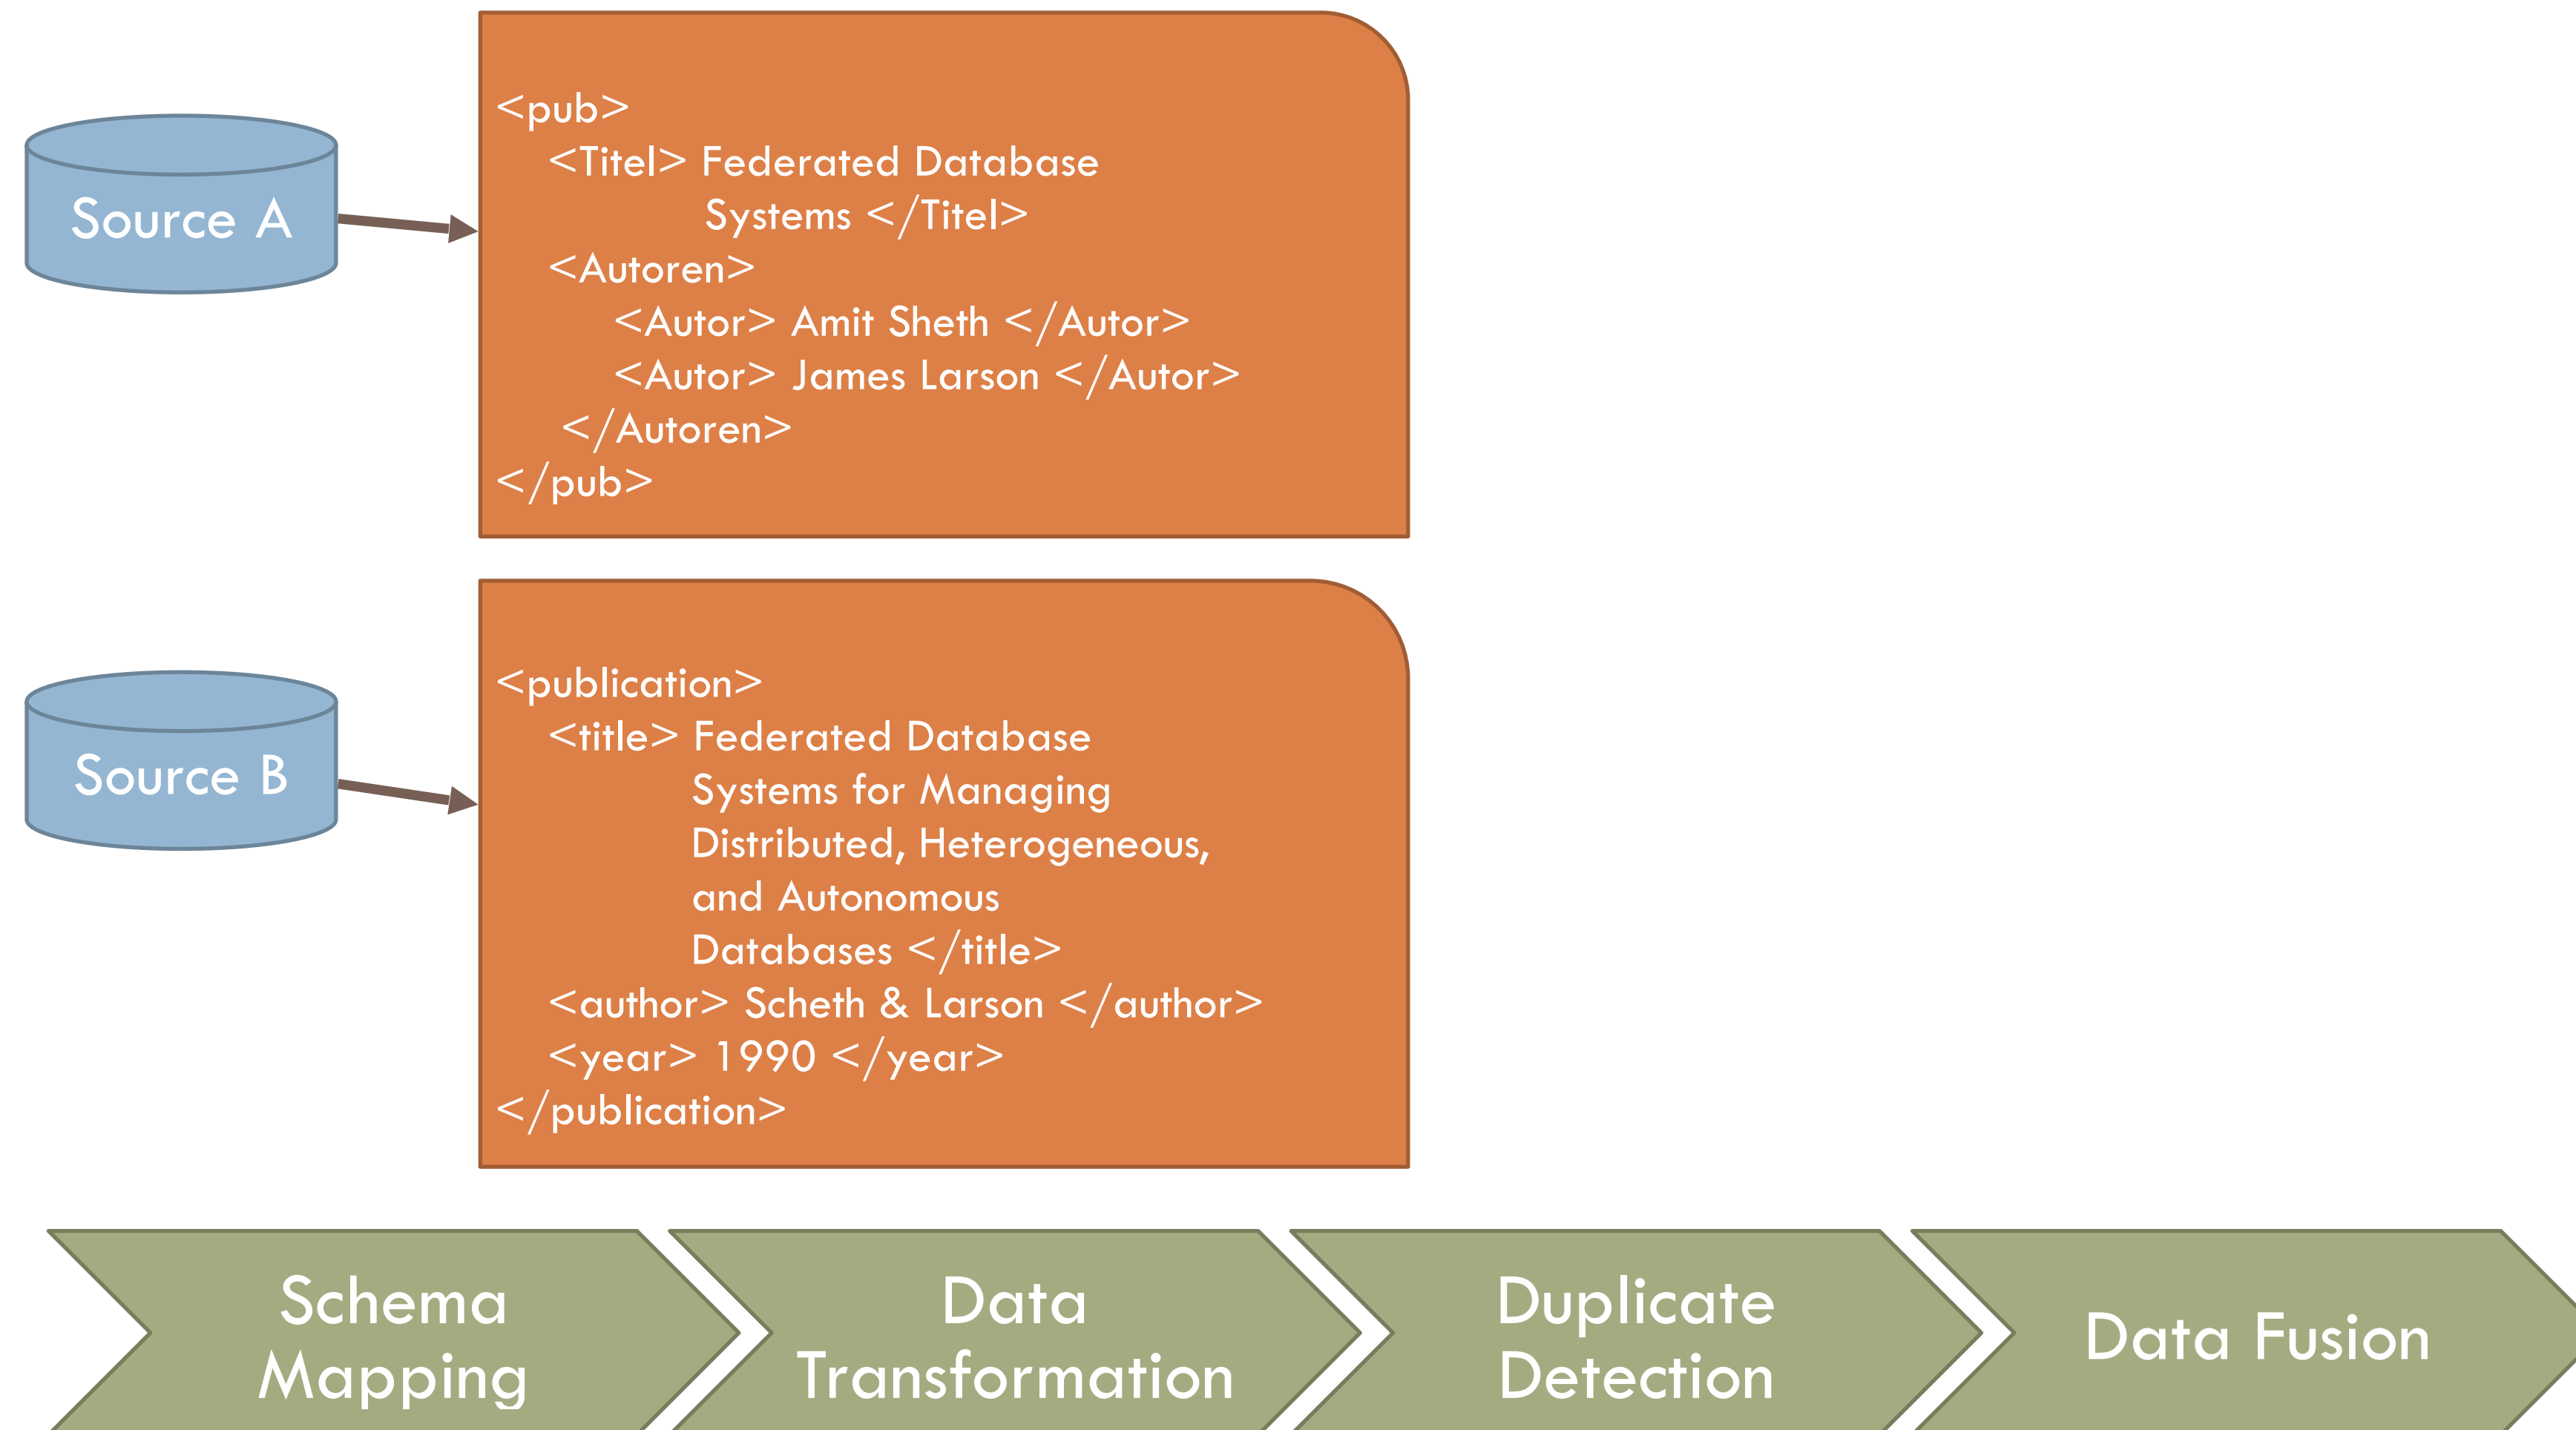 Source A
<pub>
<Titel> Federated Database
Systems </Titel>
<Autoren>
<Autor> Amit Sheth </Autor>
<Autor> James Larson </Autor>
</Autoren>
</pub>
Source B
<publication>
<title> Federated Database
Systems for Managing
Distributed, Heterogeneous,
and Autonomous
Databases </title>
<author> Scheth & Larson </author>
<year> 1990 </year>
</publication>
Schema
Mapping
Data
Transformation
Duplicate
Detection
Data Fusion